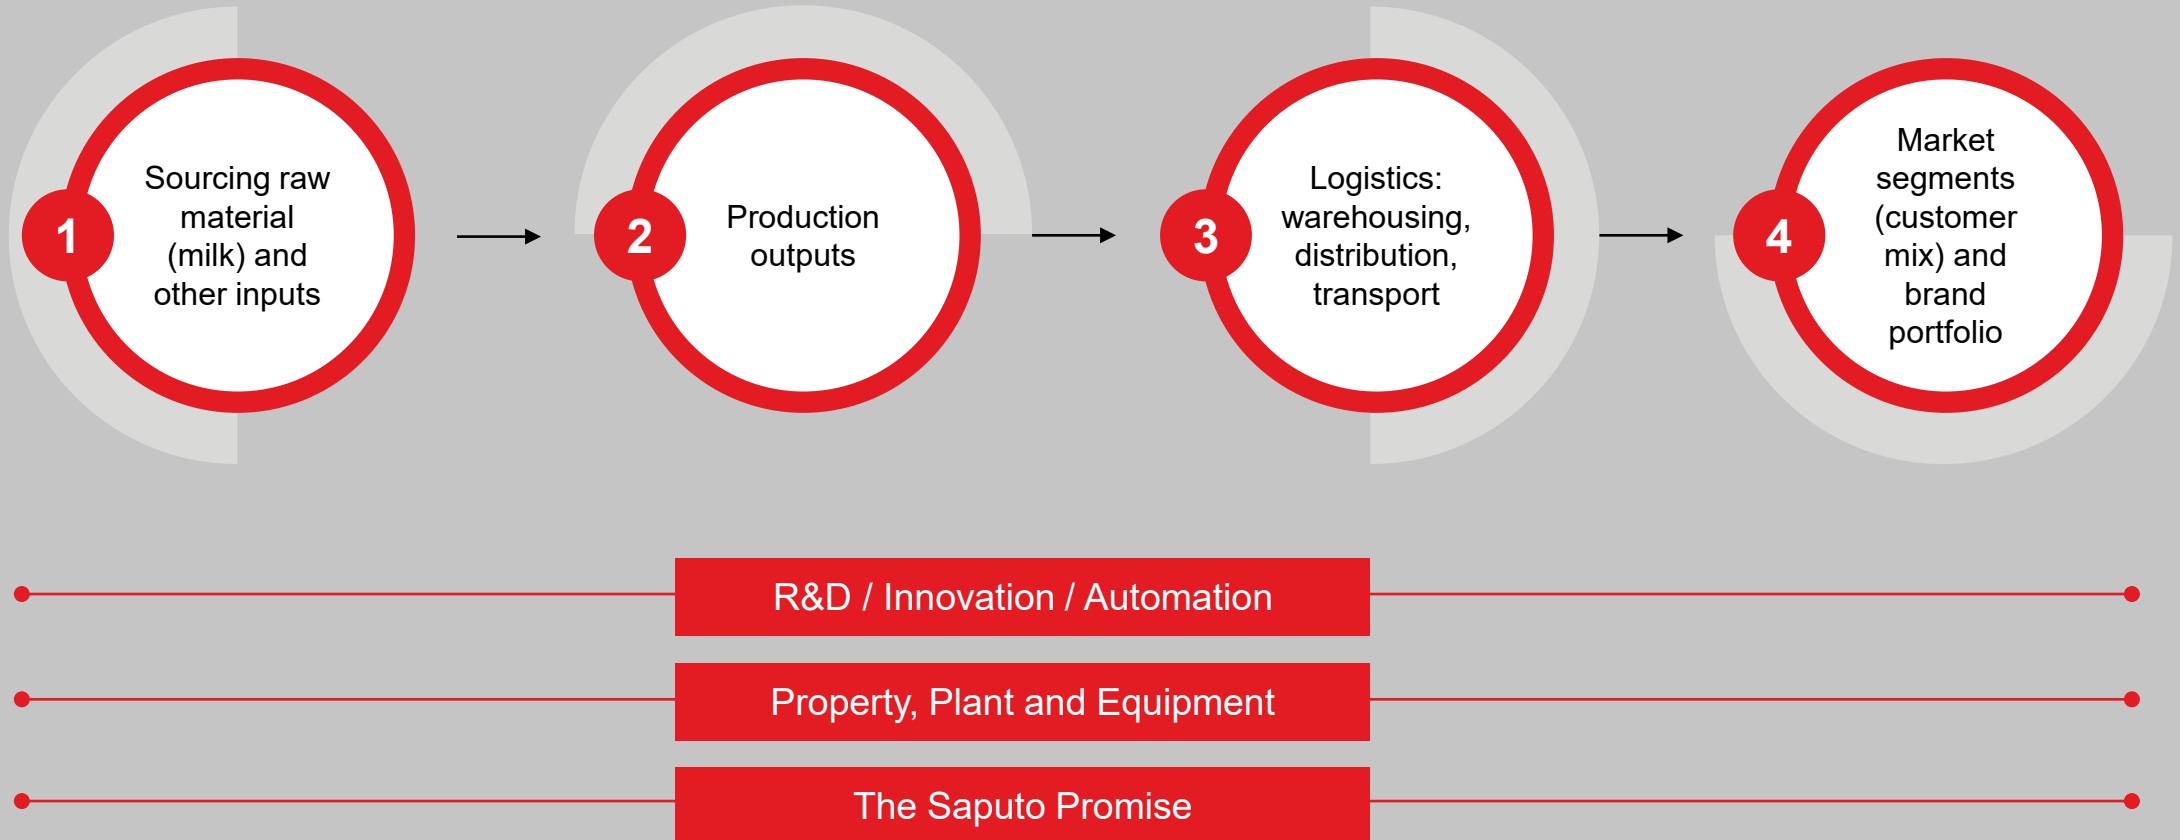 1
Sourcing raw
material
(milk) and
other inputs
2
Production
outputs
3
Logistics:
warehousing,
distribution,
transport
4
Market
segments
(customer
mix) and
brand
portfolio
R&D / Innovation / Automation
Property, Plant and Equipment
The Saputo Promise